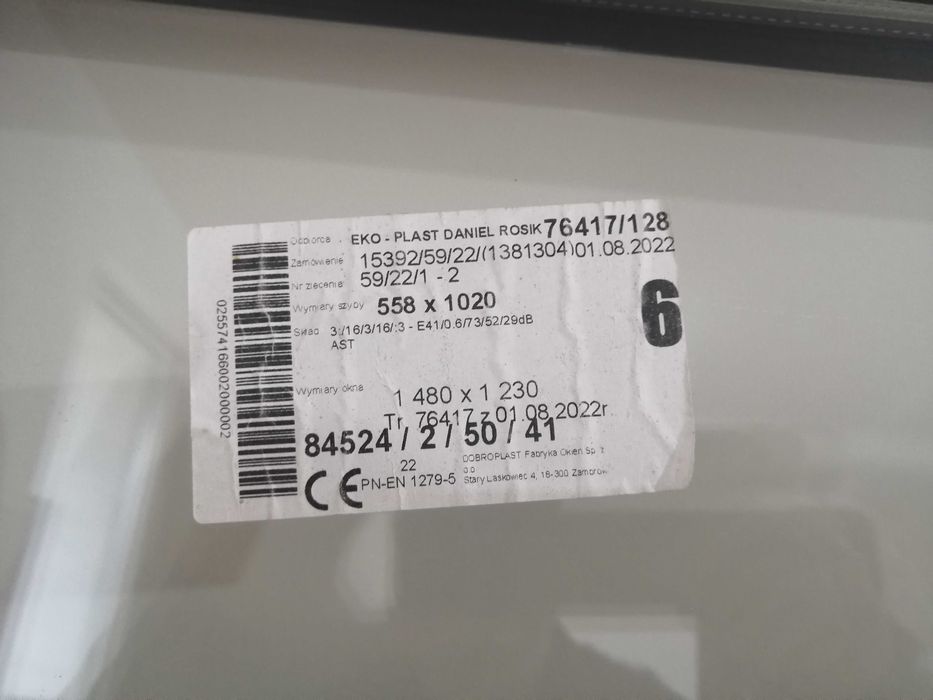 Odbiorca . EKO - PLAST DANIEL ROSIK 76417/128
Zamówienie 15392/59/22/(1381304)01.08.2022
Nr zlecenia 59/22/1 - 2
Wymiary szyby 558 x 1020
Skład 3:/16/3/16/:3 - E41/0.6/73/52/29dB
AST
6
Wymiary okna 1 480 x 1 230
Tr. 76417 z 01.08.2022r.
84524 / 2 / 50 / 41
22
CE PN-EN 1279-5
DOBROPLAST Fabryka Okien Sp. z
o.o.
Stary Laskowiec 4, 18-300 Zambrów
0255741660020000002